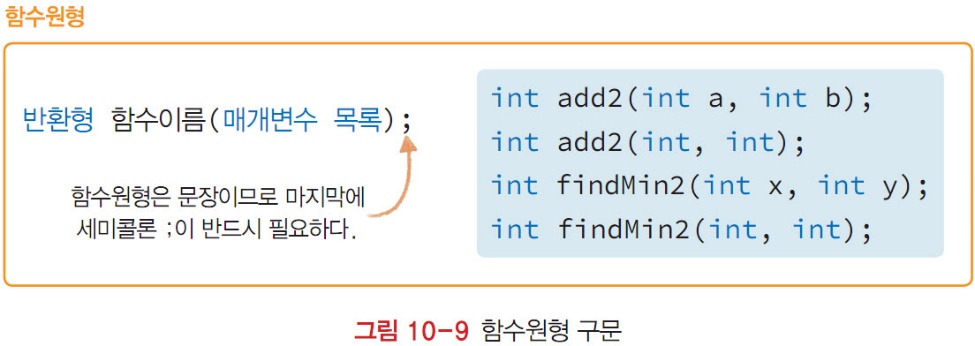 함수원형
반환형 함수이름(매개변수 목록);
함수원형은 문장이므로 마지막에
세미콜론 ;이 반드시 필요하다.
int add2(int a, int b);
int add2(int, int);
int findMin2(int x, int y);
int findMin2(int, int);
그림 10-9 함수원형 구문